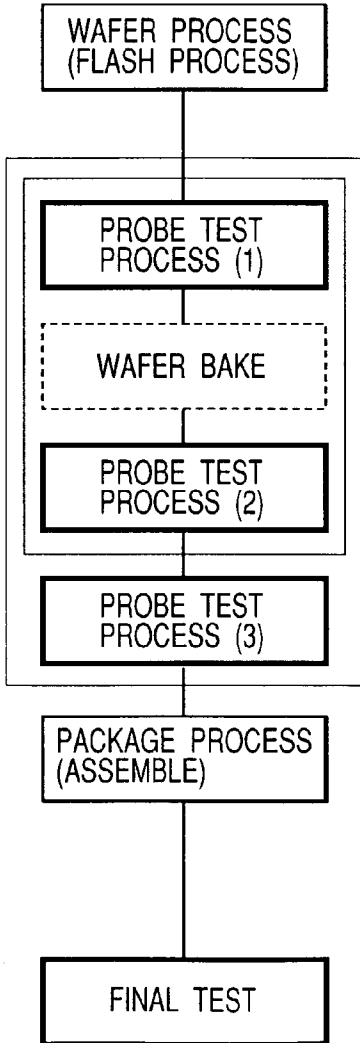 WAFER PROCESS
(FLASH PROCESS)
PROBE TEST
PROCESS (1)
WAFER BAKE
PROBE TEST
PROCESS (2)
PROBE TEST
PROCESS (3)
PACKAGE PROCESS
(ASSEMBLE)
FINAL TEST